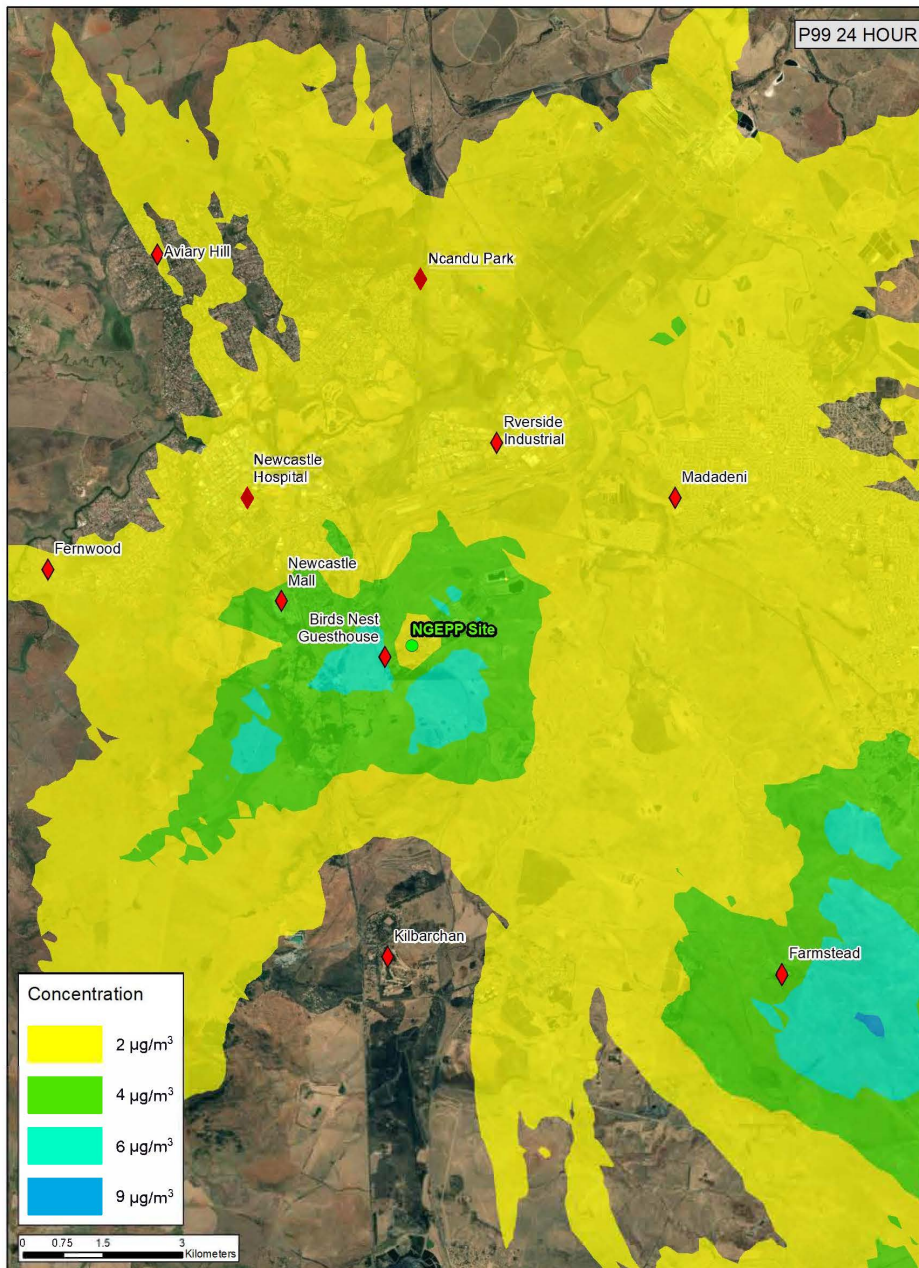 P99 24 HOUR
Aviary Hill
Ncandu Park
Rverside
Industrial
Newcastle
Hospital
Madadeni
Fernwood
Newcastle
Mall
Birds Nest
Guesthouse
NGEPP Site
Kilbarchan
Farmstead
Concentration
2 µg/m³
4 µg/m³
6 µg/m³
9 µg/m³
0 0.75 1.5 3
Kilometers